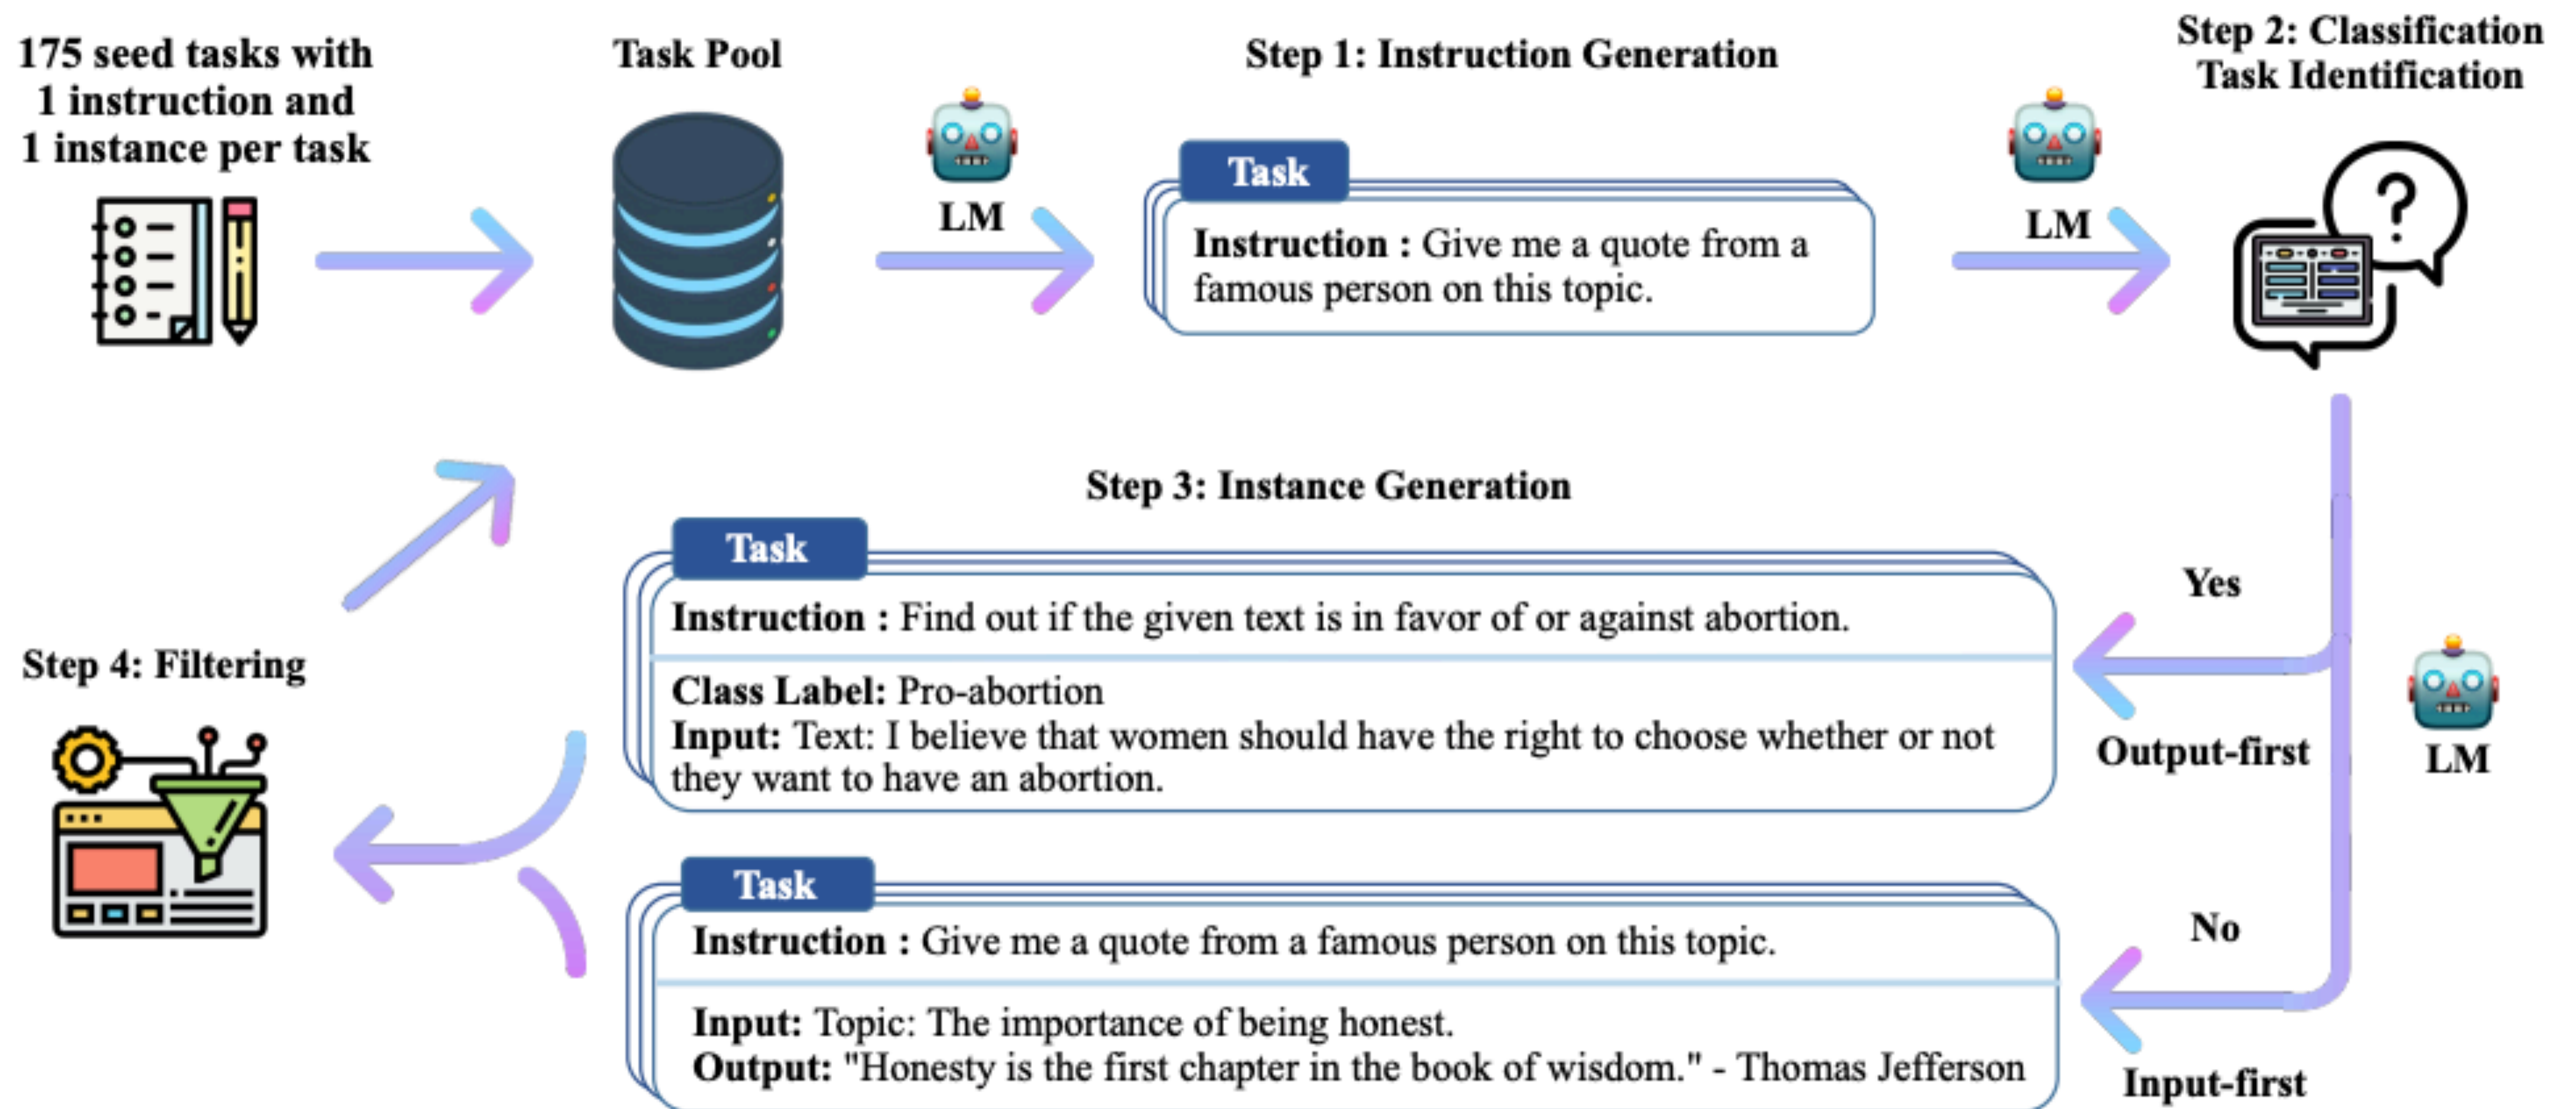 175 seed tasks with
1 instruction and
1 instance per task
Task Pool
LM
Step 1: Instruction Generation
Task
Instruction : Give me a quote from a
famous person on this topic.
LM
Step 2: Classification
Task Identification
?
Step 3: Instance Generation
Task
Instruction : Find out if the given text is in favor of or against abortion.
Class Label: Pro-abortion
Input: Text: I believe that women should have the right to choose whether or not
they want to have an abortion.
Yes
Output-first
LM
Step 4: Filtering
Task
Instruction : Give me a quote from a famous person on this topic.
Input: Topic: The importance of being honest.
Output: "Honesty is the first chapter in the book of wisdom." - Thomas Jefferson
No
Input-first